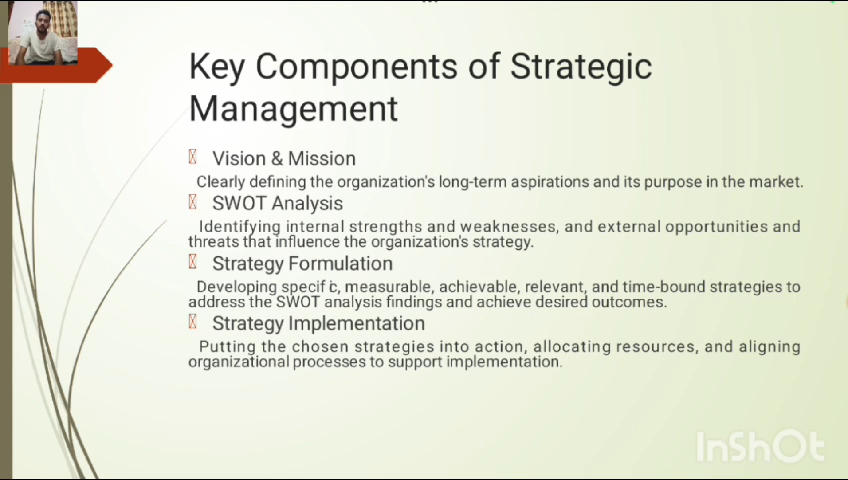 Key Components of Strategic
Management
Vision & Mission
Clearly defining the organization's long-term aspirations and its purpose in the market.
SWOT Analysis
Identifying internal strengths and weaknesses, and external opportunities and
threats that influence the organization's strategy.
Strategy Formulation
Developing specific, measurable, achievable, relevant, and time-bound strategies to
address the SWOT analysis findings and achieve desired outcomes.
Strategy Implementation
Putting the chosen strategies into action, allocating resources, and aligning
organizational processes to support implementation.
InShOt